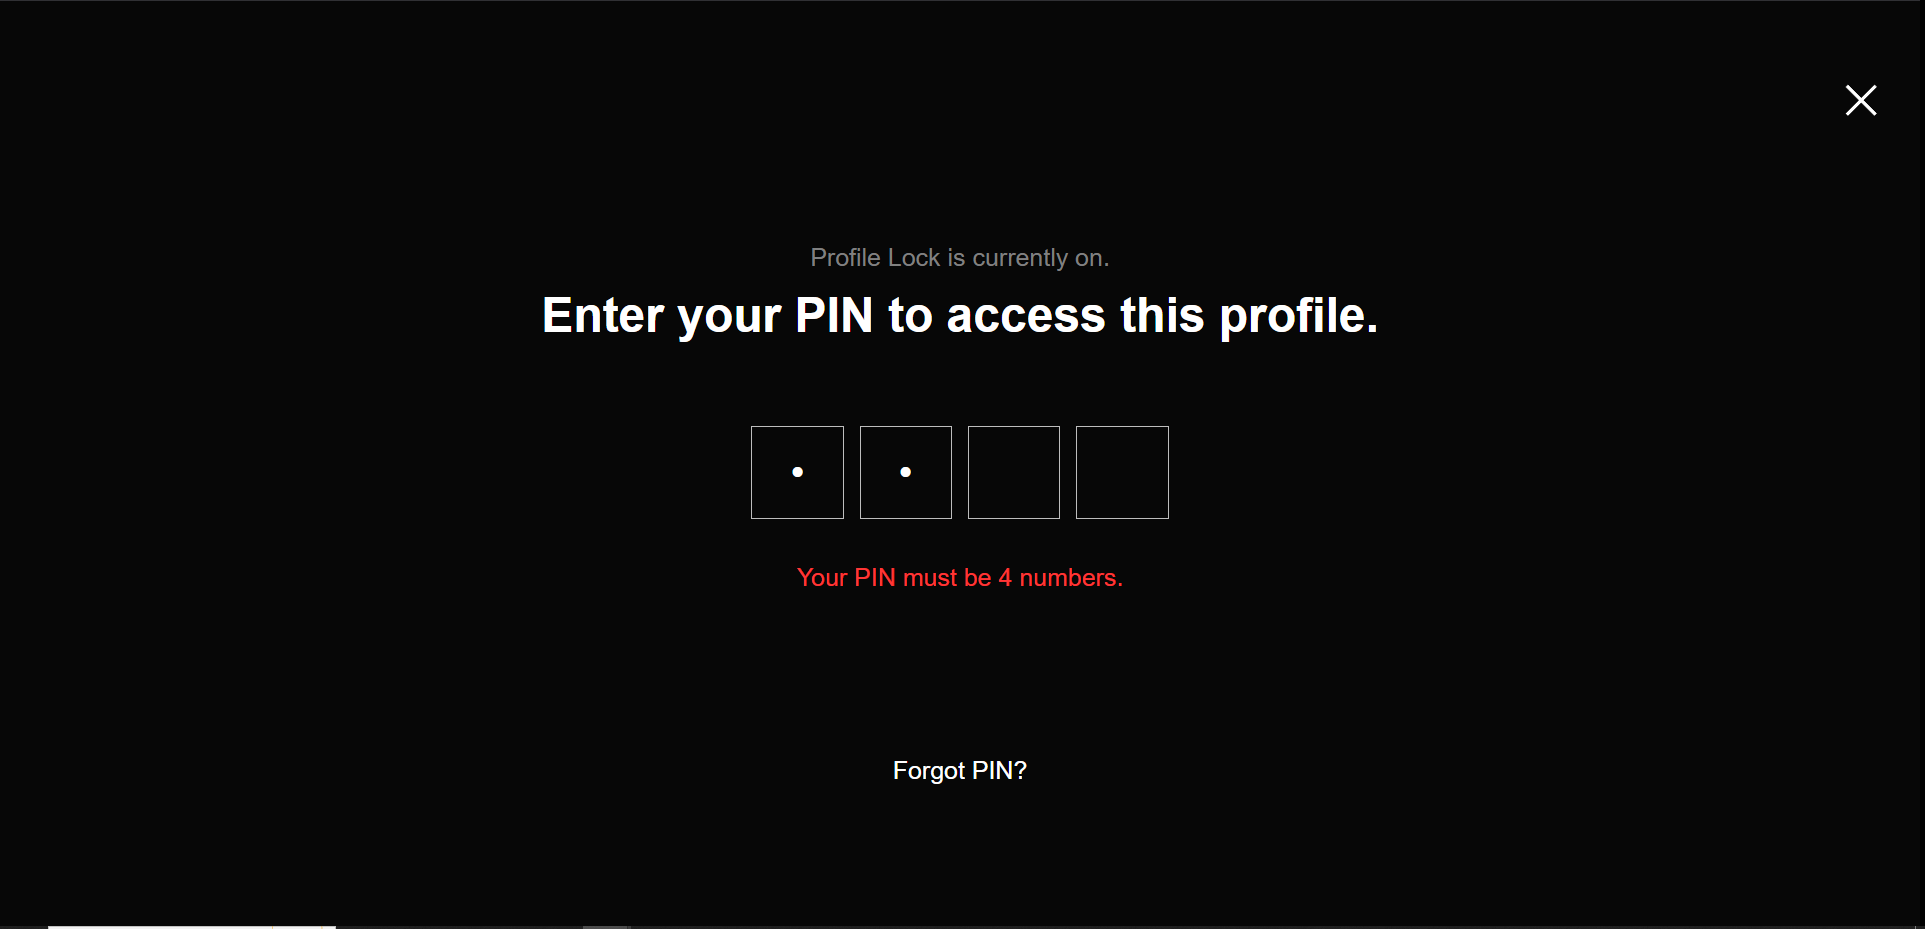 Profile Lock is currently on.
Enter your PIN to access this profile.
Your PIN must be 4 numbers.
Forgot PIN?